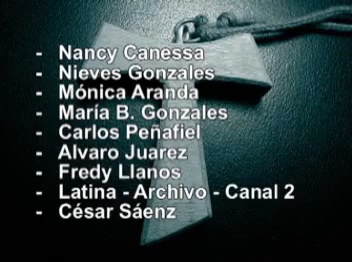 - Nancy Canessa
- Nieves Gonzales
- Mónica Aranda
- María B. Gonzales
- Carlos Peñafiel
- Alvaro Juarez
- Fredy Llanos
- Latina - Archivo - Canal 2
- César Sáenz